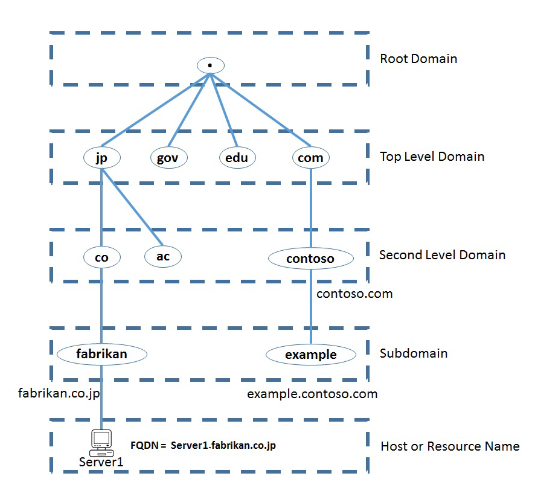 .
Root Domain
jp gov edu com
Top Level Domain
co ac contoso
Second Level Domain
contoso.com
fabrikan example
Subdomain
fabrikan.co.jp
example.contoso.com
FQDN = Server1.fabrikan.co.jp
Host or Resource Name
Server1